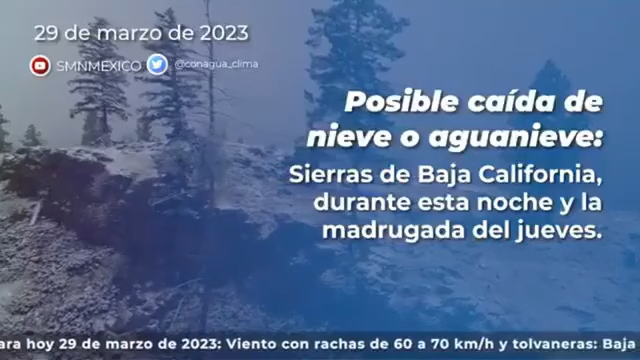 29 de marzo de 2023
SMNMEXICO @conagua_clima
Posible caída de
nieve o aguanieve:
Sierras de Baja California,
durante esta noche y la
madrugada del jueves.
ara hoy 29 de marzo de 2023: Viento con rachas de 60 a 70 km/h y tolvaneras: Baja